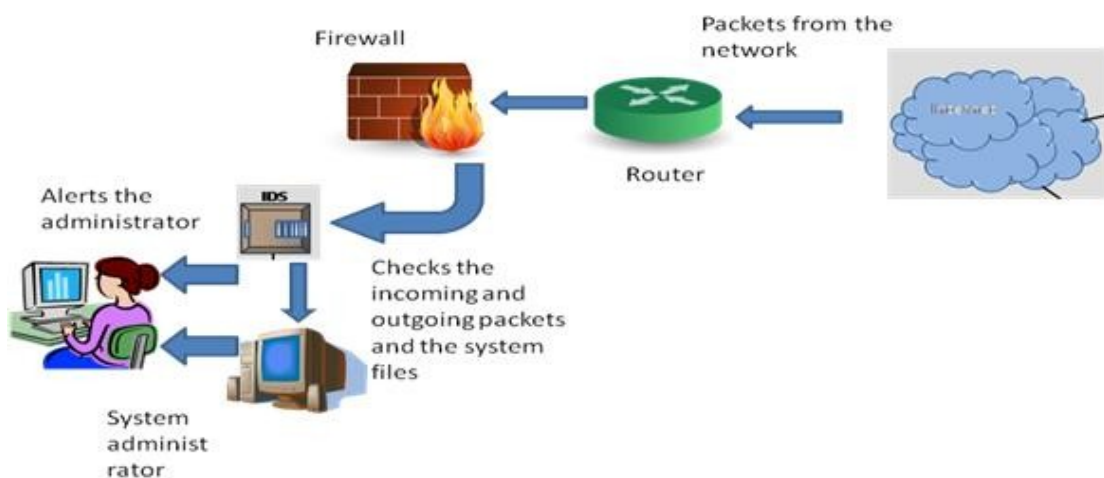 Packets from the
network
Firewall
Internet
Router
IDS
Alerts the
administrator
Checks the
incoming and
outgoing packets
and the system
files
System
administ
rator